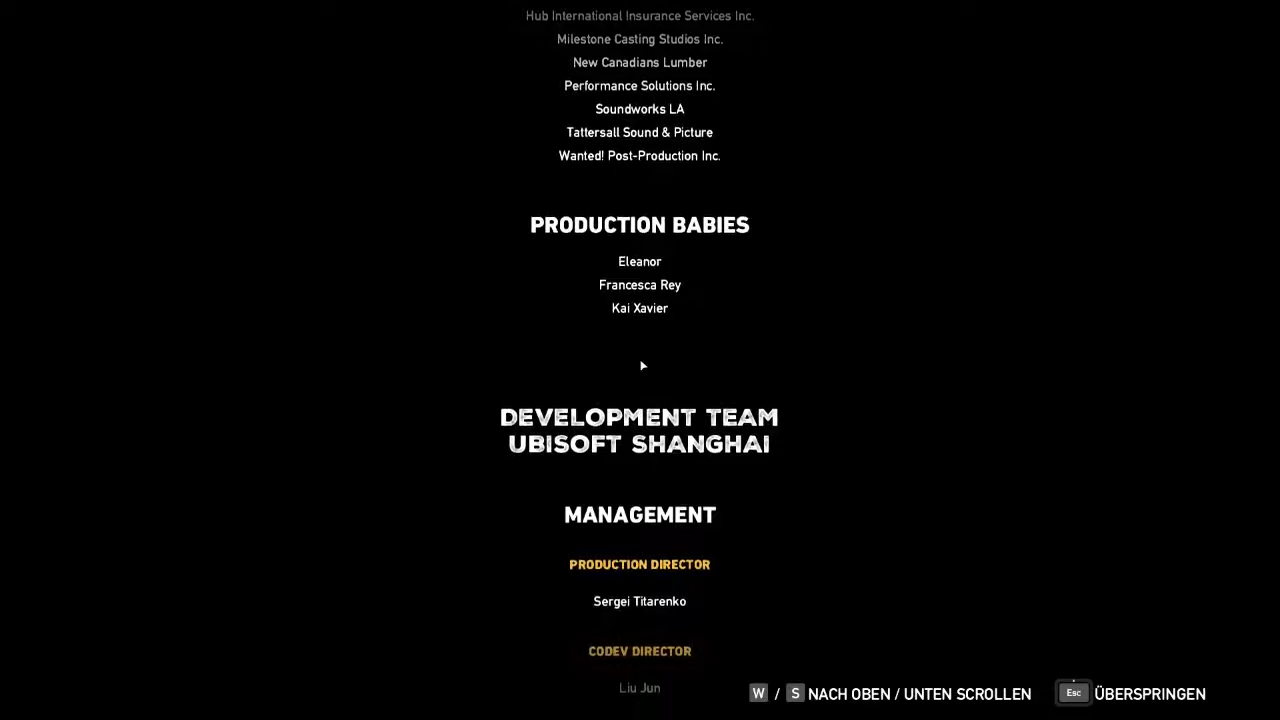 Hub International Insurance Services Inc.
Milestone Casting Studios Inc.
New Canadians Lumber
Performance Solutions Inc.
Soundworks LA
Tattersall Sound & Picture
Wanted! Post-Production Inc.
PRODUCTION BABIES
Eleanor
Francesca Rey
Kai Xavier
DEVELOPMENT TEAM
UBISOFT SHANGHAI
MANAGEMENT
PRODUCTION DIRECTOR
Sergei Titarenko
CODEV DIRECTOR
Liu Jun
W / S NACH OBEN / UNTEN SCROLLEN Esc ÜBERSPRINGEN